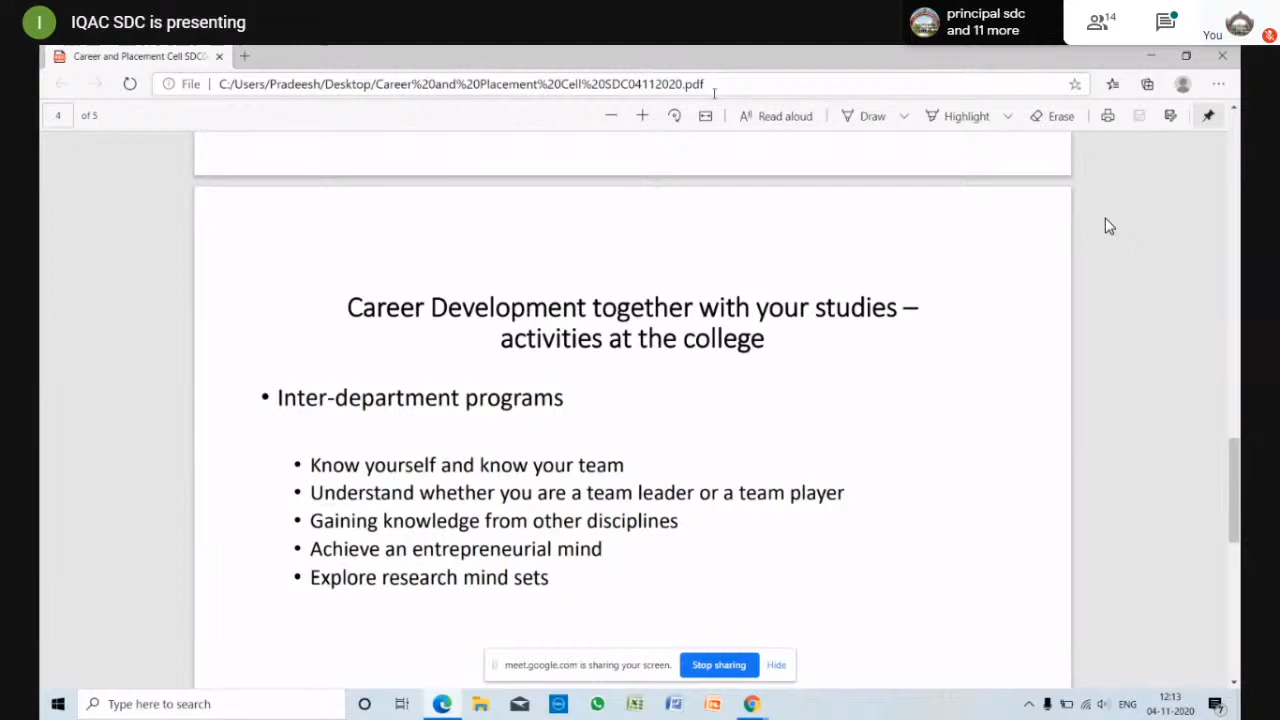 I
IQAC SDC is presenting
principal sdc
and 11 more
14
You
Career and Placement Cell SDC
File
C:/Users/Pradeesh/Desktop/Career%20and%20Placement%20Cell%20SDC04112020.pdf
4 of 5
Read aloud
Draw
Highlight
Erase
Career Development together with your studies –
activities at the college
• Inter-department programs
• Know yourself and know your team
• Understand whether you are a team leader or a team player
• Gaining knowledge from other disciplines
• Achieve an entrepreneurial mind
• Explore research mind sets
meet.google.com is sharing your screen.
Stop sharing
Hide
Type here to search
ENG
12:13
04-11-2020